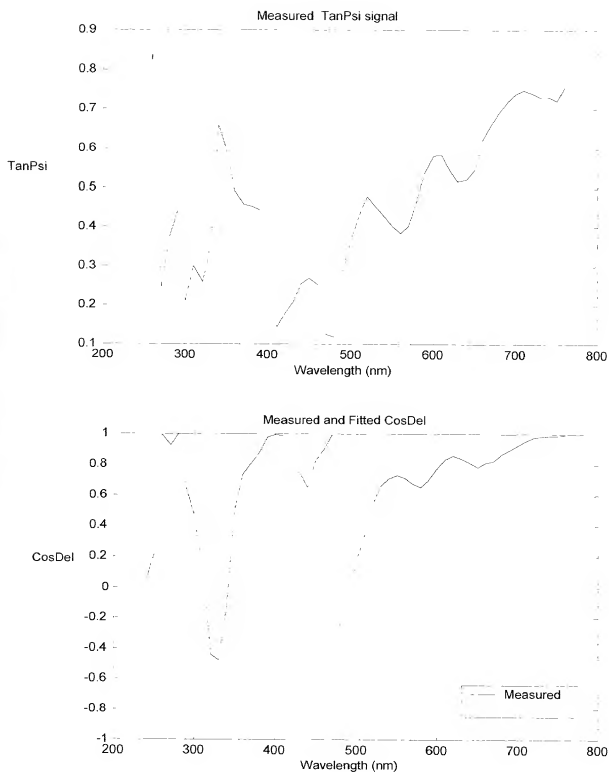 Measured TanPsi signal
0.9
0.8
0.7
0.6
TanPsi
0.5
0.4
0.3
0.2
0.1
200 300 400 500 600 700 800
Wavelength (nm)
Measured and Fitted CosDel
1
0.8
0.6
0.4
CosDel
0.2
0
-0.2
-0.4
-0.6
-0.8
-1
Measured
200 300 400 500 600 700 800
Wavelength (nm)